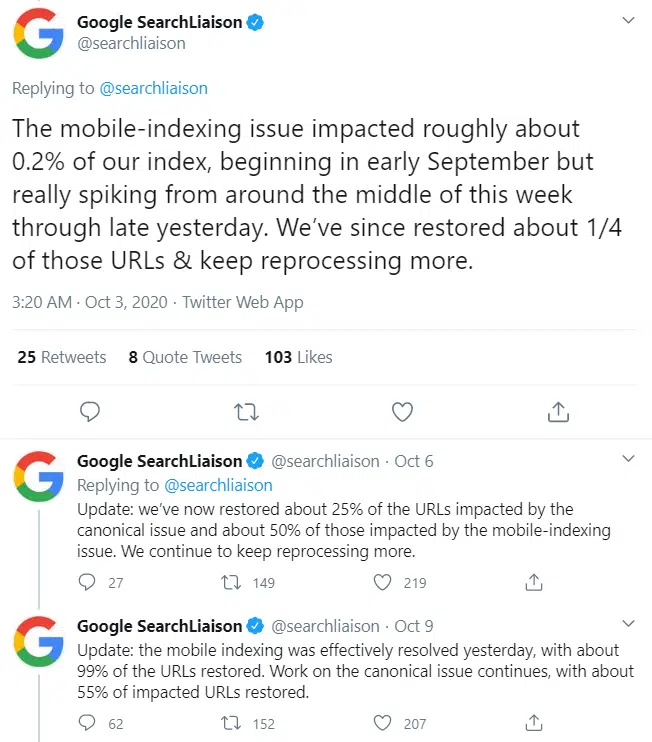 Google SearchLiaison
@searchliaison
Replying to @searchliaison
The mobile-indexing issue impacted roughly about
0.2% of our index, beginning in early September but
really spiking from around the middle of this week
through late yesterday. We've since restored about 1/4
of those URLs & keep reprocessing more.
3:20 AM · Oct 3, 2020 · Twitter Web App
25 Retweets 8 Quote Tweets 103 Likes
Google SearchLiaison @searchliaison · Oct 6
Replying to @searchliaison
Update: we've now restored about 25% of the URLs impacted by the
canonical issue and about 50% of those impacted by the mobile-indexing
issue. We continue to keep reprocessing more.
27 149 219
Google SearchLiaison @searchliaison · Oct 9
Update: the mobile indexing was effectively resolved yesterday, with about
99% of the URLs restored. Work on the canonical issue continues, with about
55% of impacted URLs restored.
62 152 207